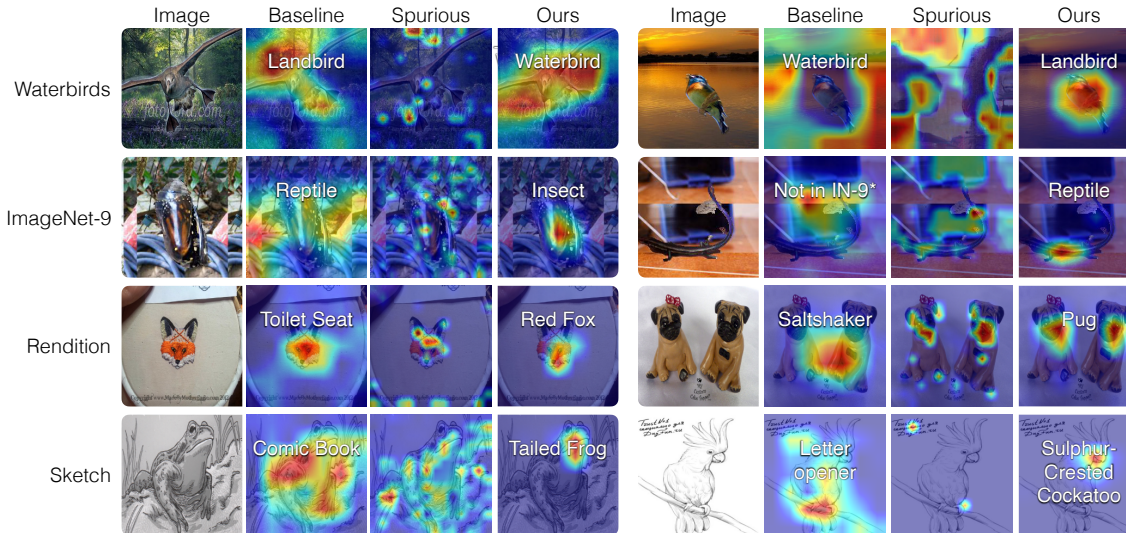 Image Baseline Spurious Ours Image Baseline Spurious Ours
Waterbirds
Landbird
Waterbird
Waterbird
Landbird
ImageNet-9
Reptile
Insect
Not in IN-9*
Reptile
Rendition
Toilet Seat
Red Fox
Saltshaker
Pug
Sketch
Comic Book
Tailed Frog
Letter
opener
Sulphur-
Crested
Cockatoo